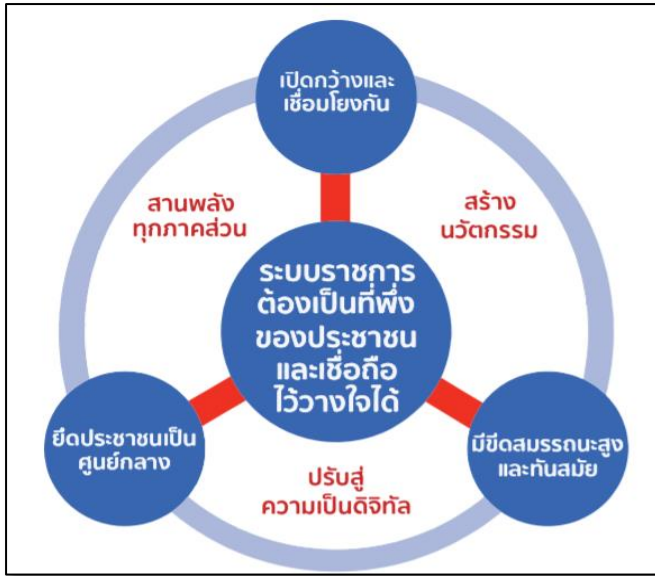 เปิดกว้างและ
เชื่อมโยงกัน
สานพลัง
ทุกภาคส่วน
สร้าง
นวัตกรรม
ระบบราชการ
ต้องเป็นที่พึ่ง
ของประชาชน
และเชื่อถือ
ไว้วางใจได้
ยึดประชาชนเป็น
ศูนย์กลาง
มีขีดสมรรถนะสูง
และทันสมัย
ปรับสู่
ความเป็นดิจิทัล